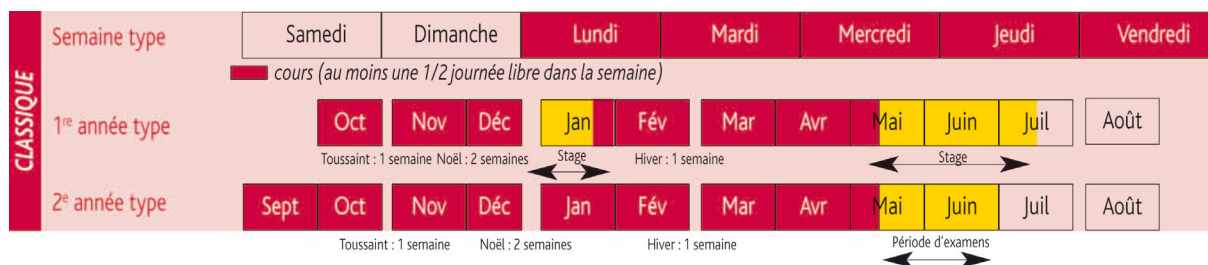 CLASSIQUE
Semaine type Samedi Dimanche Lundi Mardi Mercredi Jeudi Vendredi
cours (au moins une 1/2 journée libre dans la semaine)
1re année type Oct Nov Déc Jan Fév Mar Avr Mai Juin Juil Août
Toussaint : 1 semaine Noël : 2 semaines Stage Hiver : 1 semaine Stage
2e année type Sept Oct Nov Déc Jan Fév Mar Avr Mai Juin Juil Août
Toussaint : 1 semaine Noël : 2 semaines Hiver : 1 semaine Période d'examens